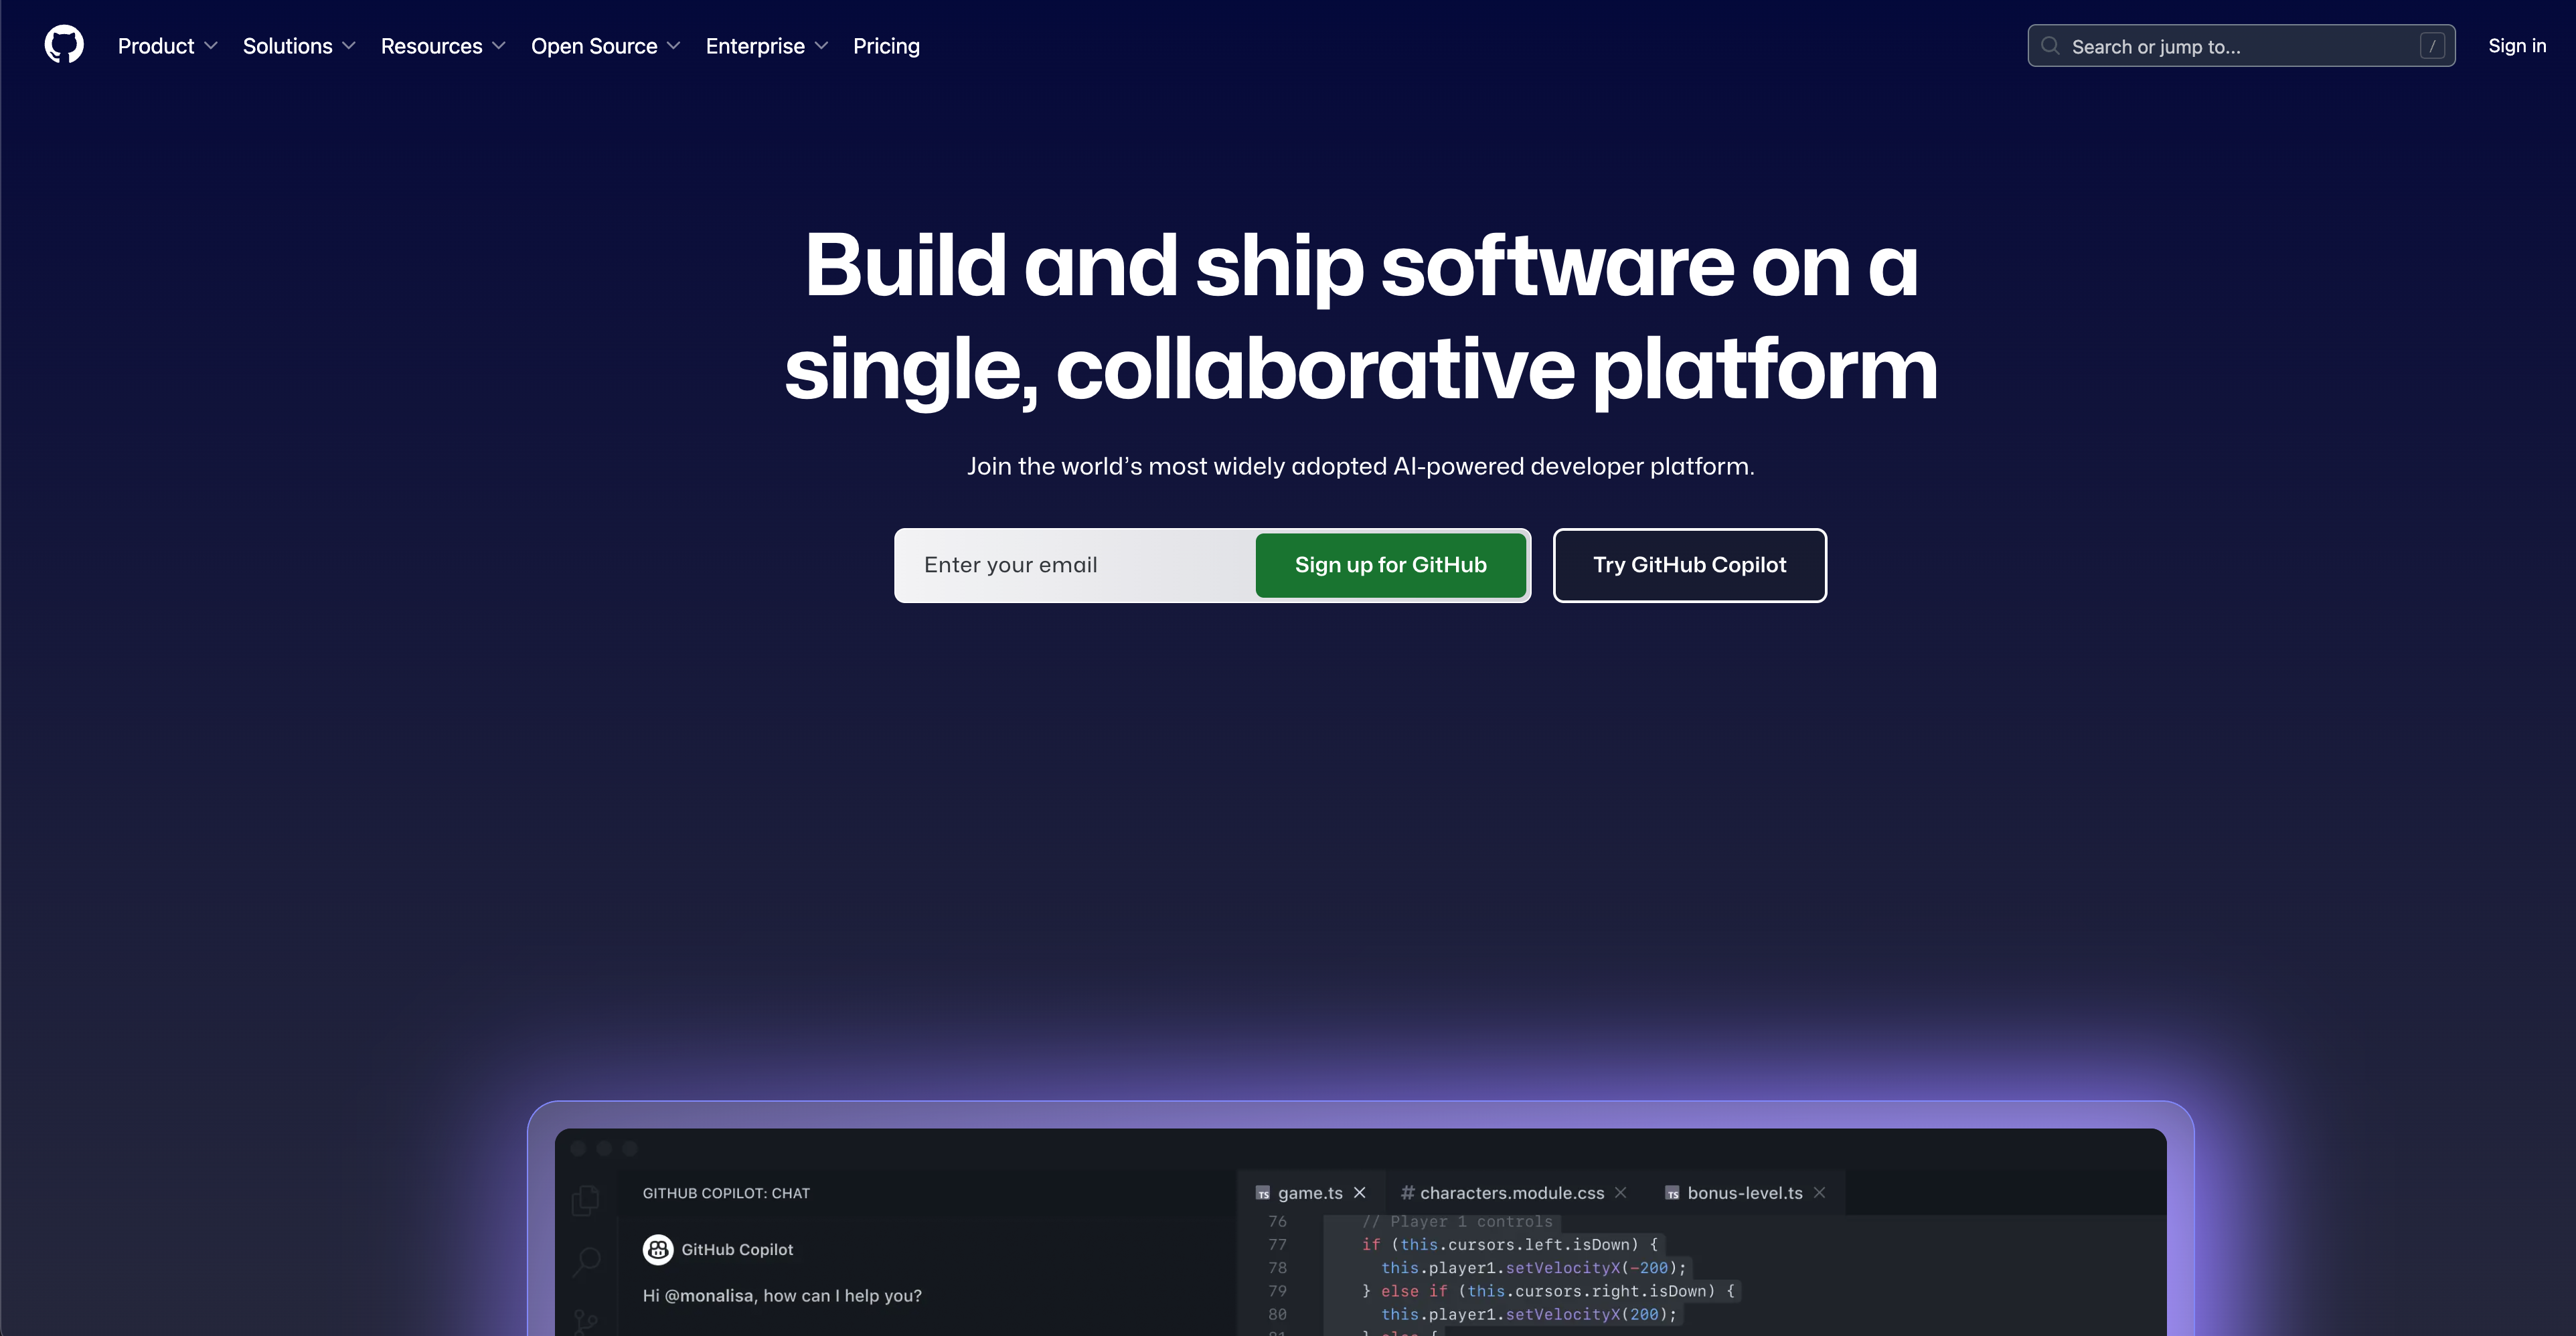 Product
Solutions
Resources
Open Source
Enterprise
Pricing
Search or jump to...
/
Sign in
Build and ship software on a
single, collaborative platform
Join the world’s most widely adopted AI-powered developer platform.
Enter your email
Sign up for GitHub
Try GitHub Copilot
GITHUB COPILOT: CHAT
GitHub Copilot
Hi @monalisa, how can I help you?
TS game.ts
# characters.module.css
TS bonus-level.ts
76 // Player 1 controls
77 if (this.cursors.left.isDown) {
78 this.player1.setVelocityX(-200);
79 } else if (this.cursors.right.isDown) {
80 this.player1.setVelocityX(200);
81 } else {